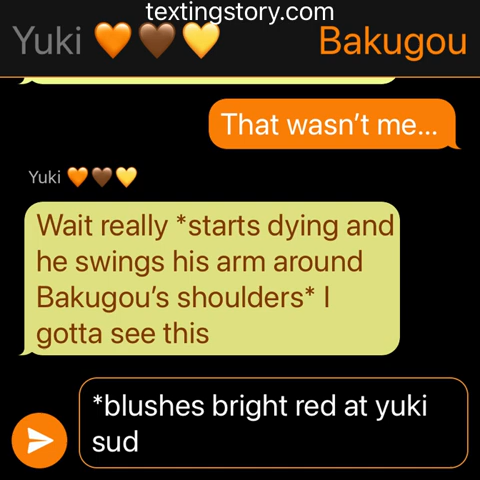 textingstory.com
Yuki 🧡🤎💛 Bakugou
That wasn't me...
Yuki 🧡🤎💛
Wait really *starts dying and
he swings his arm around
Bakugou's shoulders* I
gotta see this
*blushes bright red at yuki
sud